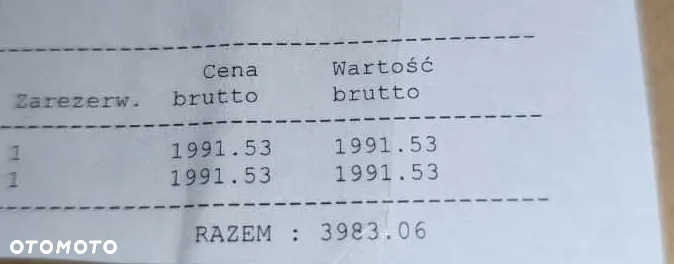 Cena Wartość
Zarezerw. brutto brutto
1 1991.53 1991.53
1 1991.53 1991.53
RAZEM : 3983.06
OTOMOTO